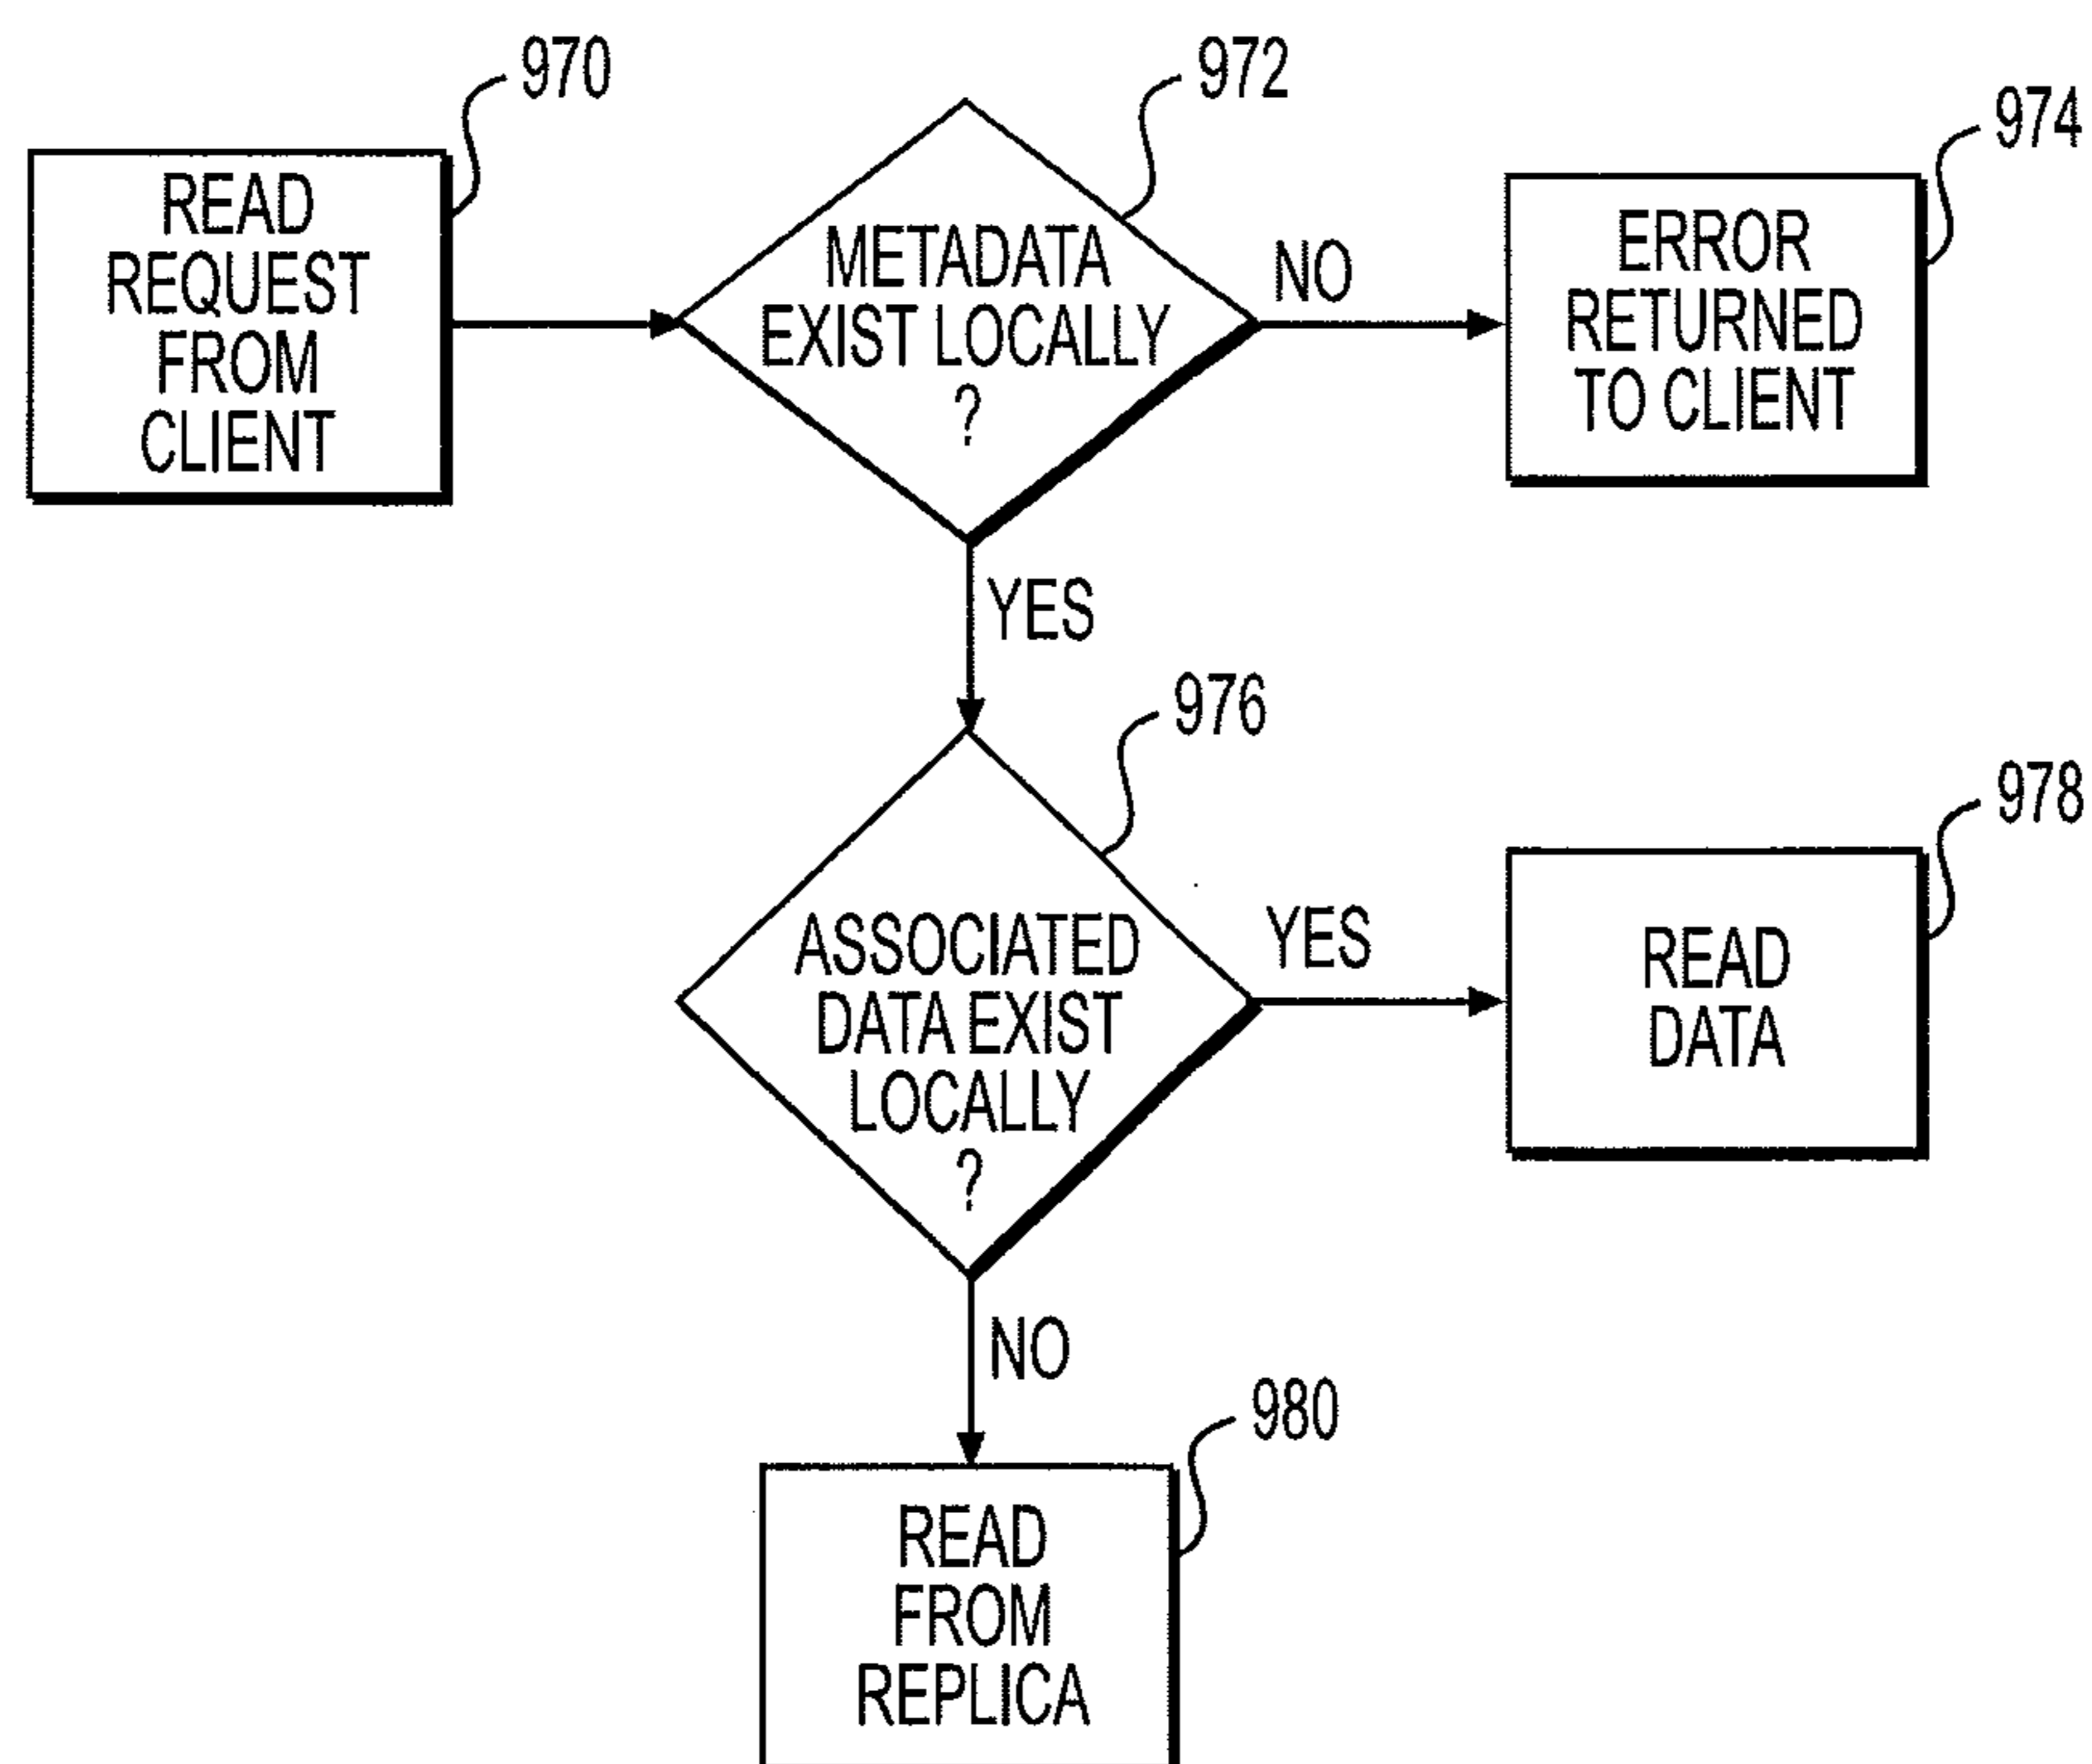 970
READ
REQUEST
FROM
CLIENT
972
METADATA
EXIST LOCALLY
?
NO
974
ERROR
RETURNED
TO CLIENT
YES
976
ASSOCIATED
DATA EXIST
LOCALLY
?
YES
978
READ
DATA
NO
980
READ
FROM
REPLICA